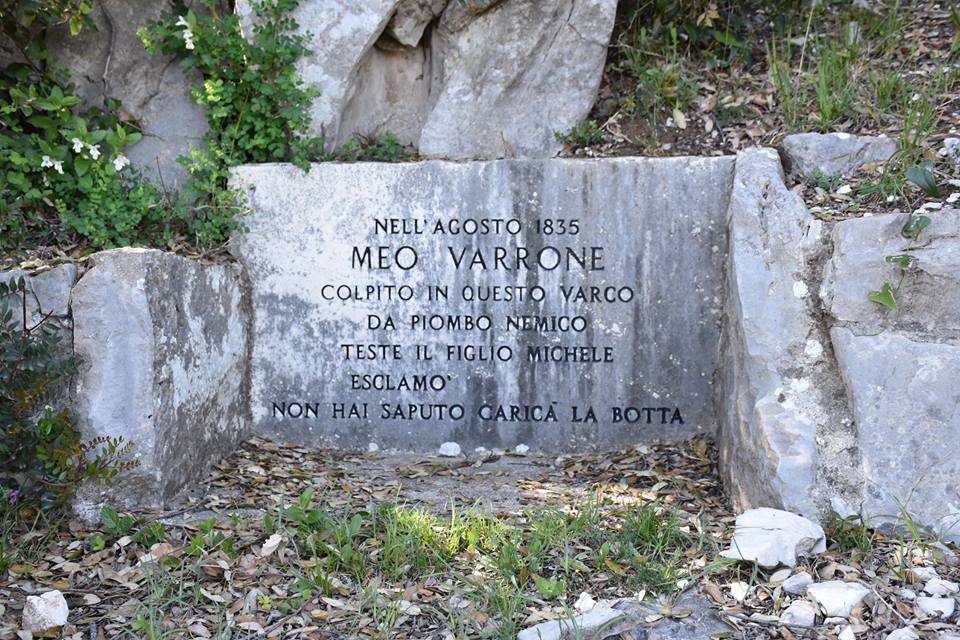 NELL'AGOSTO 1835
MEO VARRONE
COLPITO IN QUESTO VARCO
DA PIOMBO NEMICO
TESTE IL FIGLIO MICHELE
ESCLAMO'
NON HAI SAPUTO CARICÀ LA BOTTA